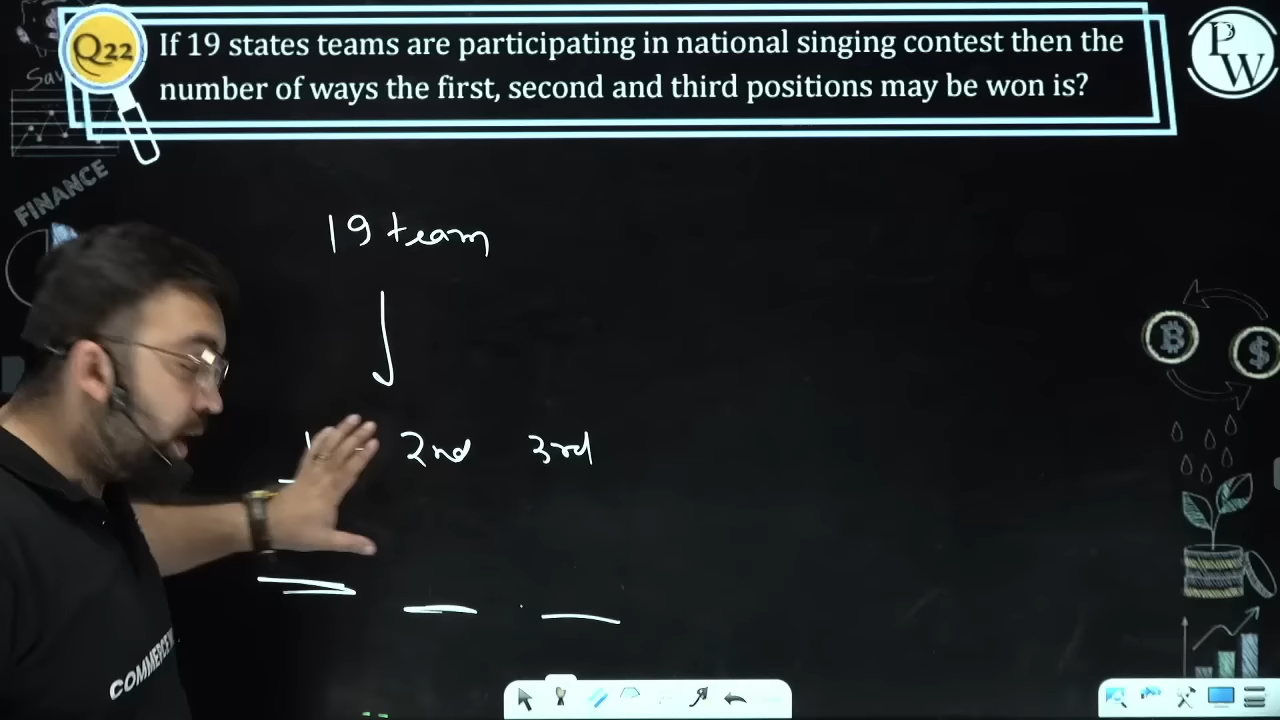 Q22
If 19 states teams are participating in national singing contest then the
number of ways the first, second and third positions may be won is?
P
W
Sav
FINANCE
19 team
2nd 3rd
B
$
$